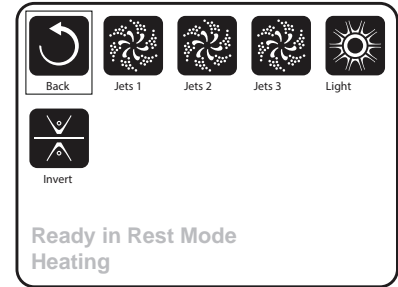 Back Jets 1 Jets 2 Jets 3 Light
Invert
Ready in Rest Mode
Heating